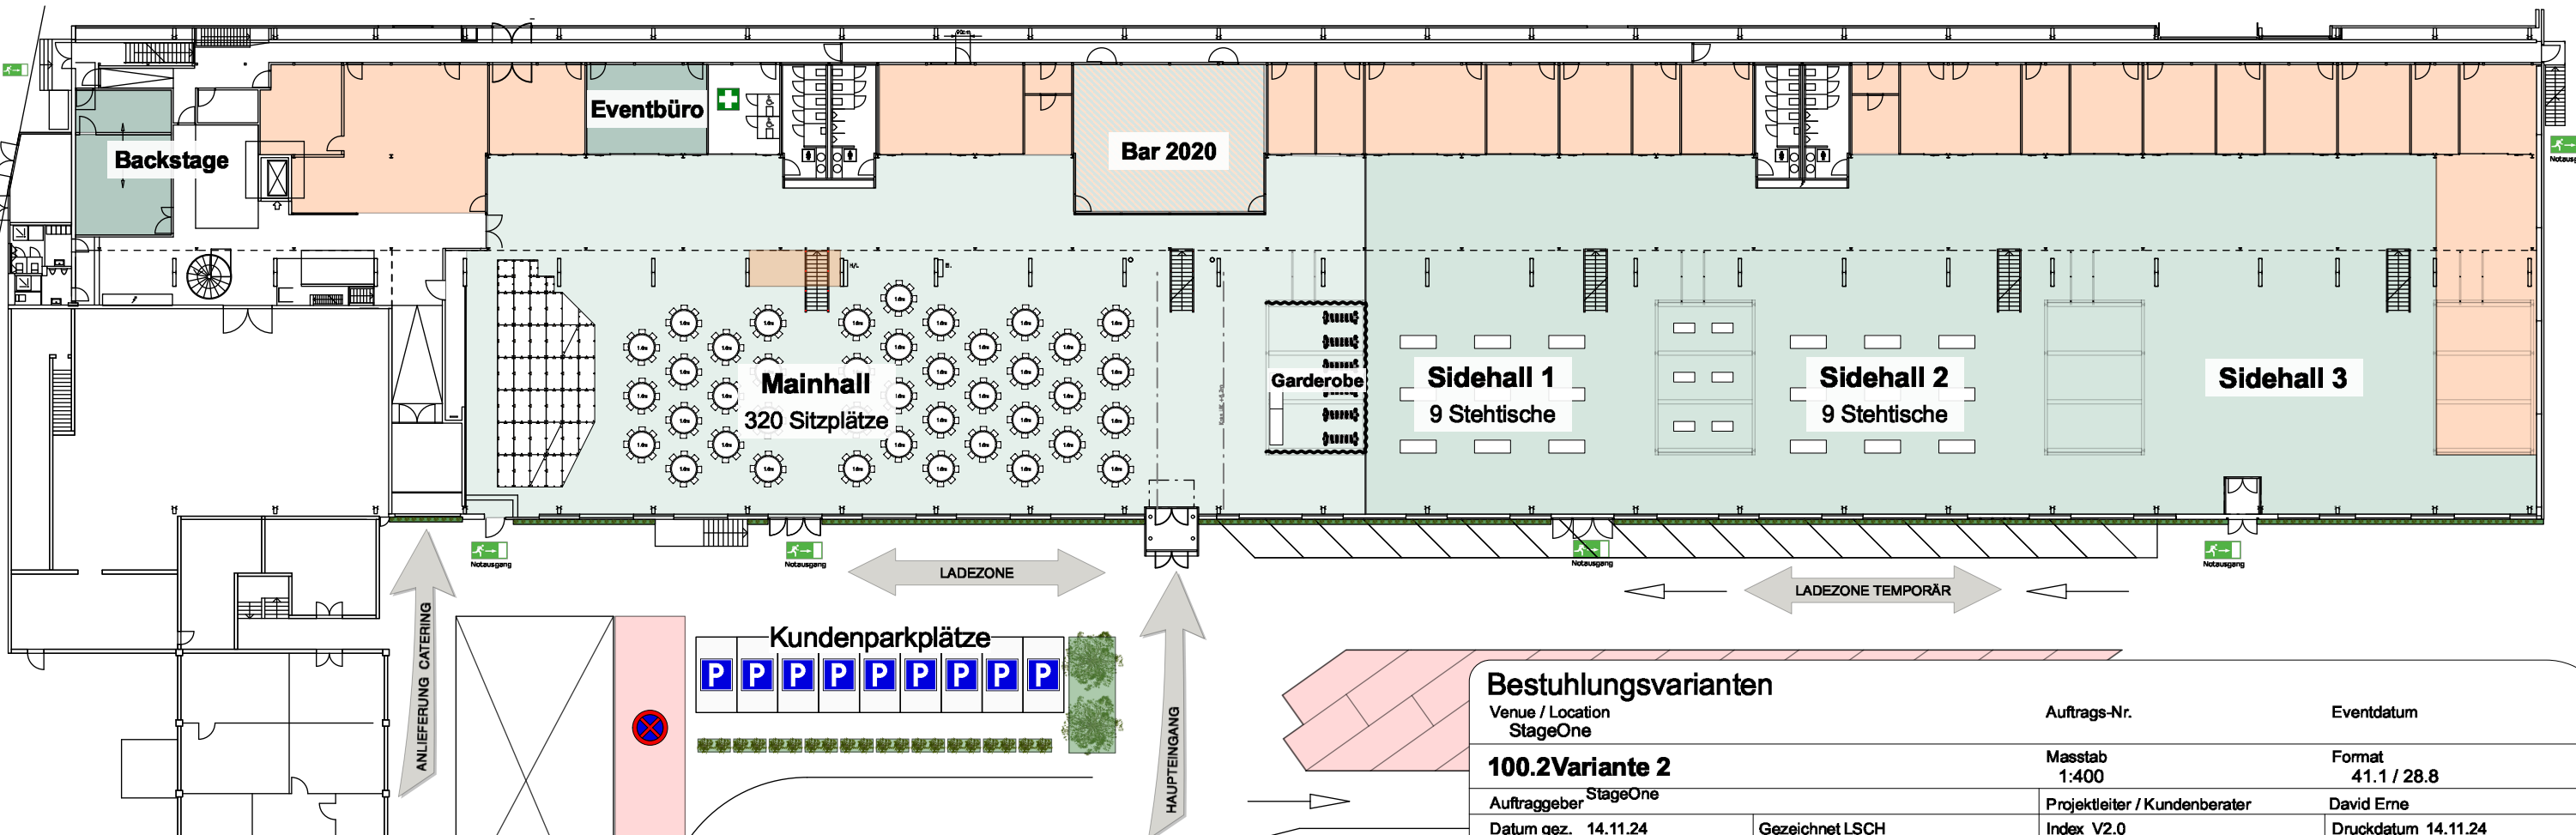 Eventbüro
Backstage
Bar 2020
Mainhall
320 Sitzplätze
Garderobe
Sidehall 1
9 Stehtische
Sidehall 2
9 Stehtische
Sidehall 3
Notausgang
Notausgang
Notausgang
Notausgang
LADEZONE
LADEZONE TEMPORÄR
ANLIEFERUNG CATERING
HAUPTEINGANG
Kundenparkplätze
P P P P P P P P P
Bestuhlungsvarianten
Venue / Location
StageOne
Auftrags-Nr.
Eventdatum
100.2Variante 2
Masstab
1:400
Format
41.1 / 28.8
Auftraggeber StageOne
Projektleiter / Kundenberater
David Erne
Datum gez. 14.11.24
Gezeichnet LSCH
Index V2.0
Druckdatum 14.11.24